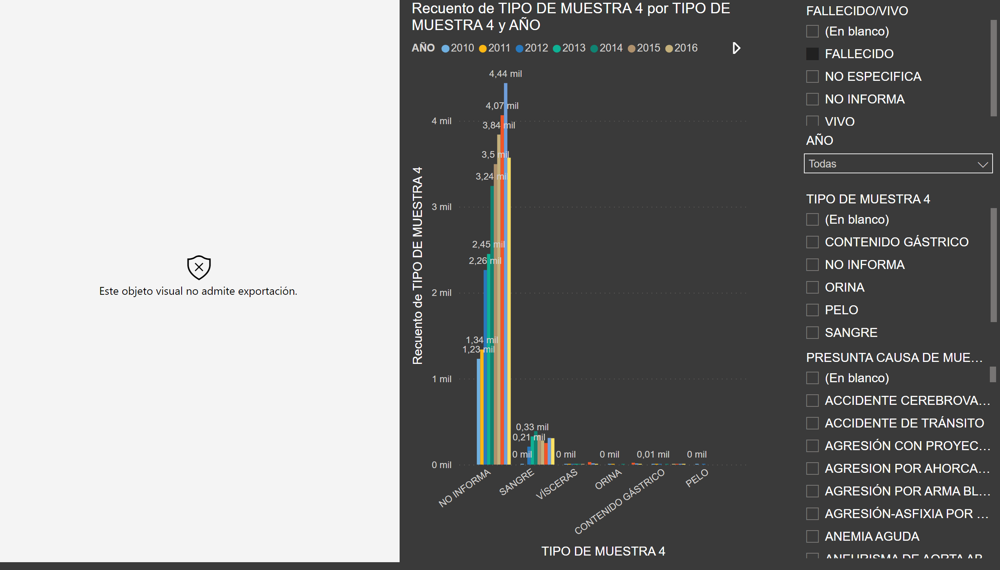 Este objeto visual no admite exportación.
Recuento de TIPO DE MUESTRA 4 por TIPO DE
MUESTRA 4 y AÑO
AÑO 2010 2011 2012 2013 2014 2015 2016
Recuento de TIPO DE MUESTRA 4
4 mil
3 mil
2 mil
1 mil
0 mil
4,44 mil
4,07 mil
3,84 mil
3,5 mil
3,24 mil
2,45 mil
2,26 mil
1,34 mil
1,23 mil
0,33 mil
0,21 mil
0 mil
0 mil
0 mil
0,01 mil
0 mil
NO INFORMA
SANGRE
VÍSCERAS
ORINA
CONTENIDO GÁSTRICO
PELO
TIPO DE MUESTRA 4
FALLECIDO/VIVO
(En blanco)
FALLECIDO
NO ESPECIFICA
NO INFORMA
VIVO
AÑO
Todas
TIPO DE MUESTRA 4
(En blanco)
CONTENIDO GÁSTRICO
NO INFORMA
ORINA
PELO
SANGRE
PRESUNTA CAUSA DE MUE...
(En blanco)
ACCIDENTE CEREBROVA...
ACCIDENTE DE TRÁNSITO
AGRESIÓN CON PROYEC...
AGRESION POR AHORCA...
AGRESIÓN POR ARMA BL...
AGRESIÓN-ASFIXIA POR ...
ANEMIA AGUDA
ANEURISMA DE AORTA AB...